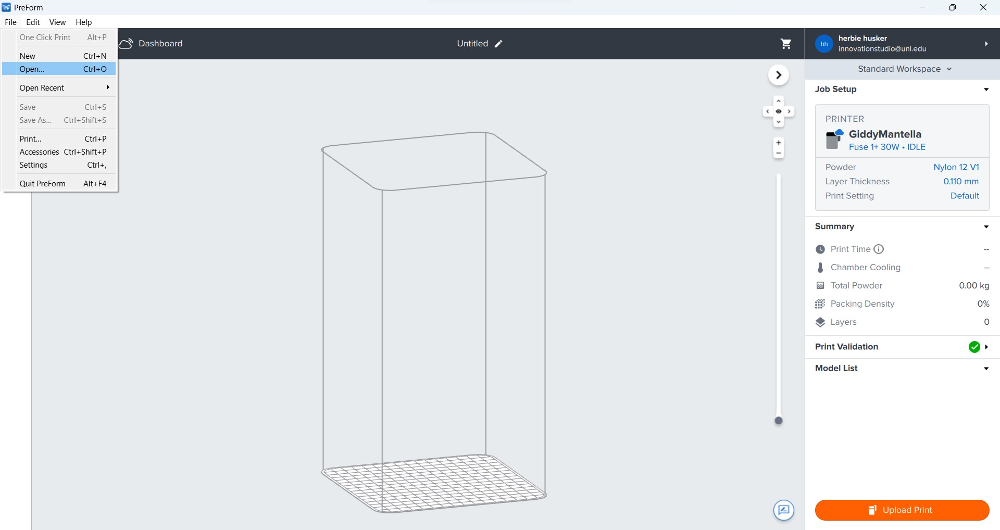 PreForm
File Edit View Help
One Click Print Alt+P
New Ctrl+N
Open... Ctrl+O
Open Recent
Save Ctrl+S
Save As... Ctrl+Shift+S
Print... Ctrl+P
Accessories Ctrl+Shift+P
Settings Ctrl+,
Quit PreForm Alt+F4
Dashboard
Untitled
hh
herbie husker
innovationstudio@unl.edu
Standard Workspace
Job Setup
PRINTER
GiddyMantella
Fuse 1+ 30W • IDLE
Powder Nylon 12 V1
Layer Thickness 0.110 mm
Print Setting Default
Summary
Print Time --
Chamber Cooling --
Total Powder 0.00 kg
Packing Density 0%
Layers 0
Print Validation
Model List
Upload Print